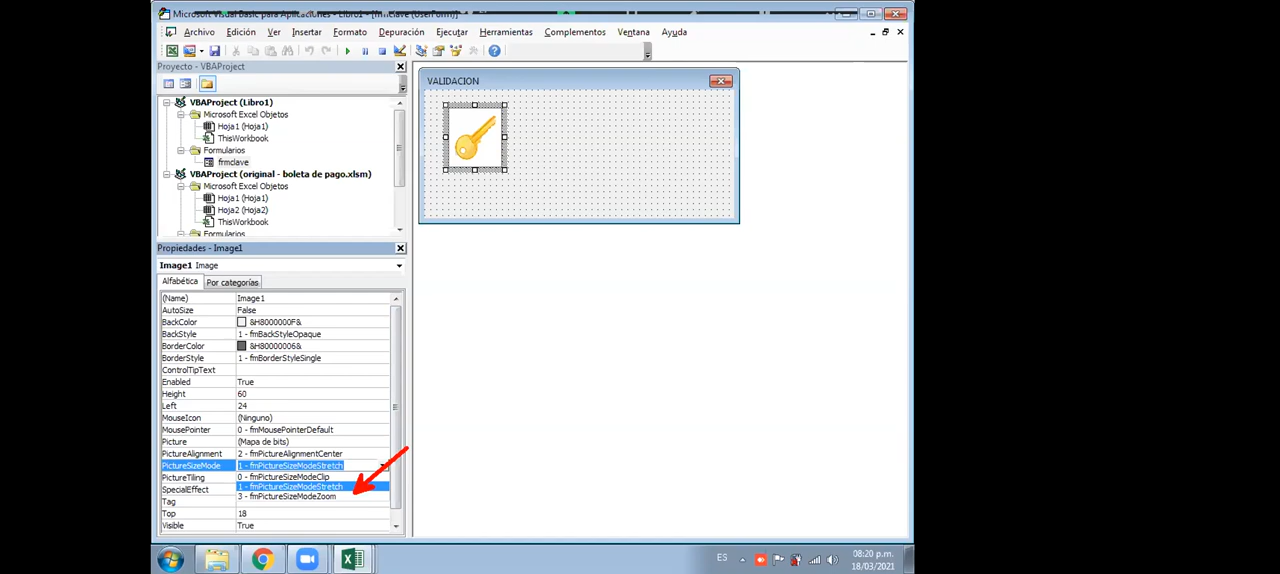 Microsoft Visual Basic para Aplicaciones - Libro1 - [frmclave (UserForm)]
Archivo Edición Ver Insertar Formato Depuración Ejecutar Herramientas Complementos Ventana Ayuda
Proyecto - VBAProject
VBAProject (Libro1)
Microsoft Excel Objetos
Hoja1 (Hoja1)
ThisWorkbook
Formularios
frmclave
VBAProject (original - boleta de pago.xlsm)
Microsoft Excel Objetos
Hoja1 (Hoja1)
Hoja2 (Hoja2)
ThisWorkbook
Formularios
VALIDACION
Propiedades - Image1
Image1 Image
Alfabética Por categorías
(Name) Image1
AutoSize False
BackColor &H8000000F&
BackStyle 1 - fmBackStyleOpaque
BorderColor &H80000006&
BorderStyle 1 - fmBorderStyleSingle
ControlTipText
Enabled True
Height 60
Left 24
MouseIcon (Ninguno)
MousePointer 0 - fmMousePointerDefault
Picture (Mapa de bits)
PictureAlignment 2 - fmPictureAlignmentCenter
PictureSizeMode 1 - fmPictureSizeModeStretch
PictureTiling 0 - fmPictureSizeModeClip
SpecialEffect 1 - fmPictureSizeModeStretch
3 - fmPictureSizeModeZoom
Tag
Top 18
Visible True
ES 08:20 p.m.
18/03/2021